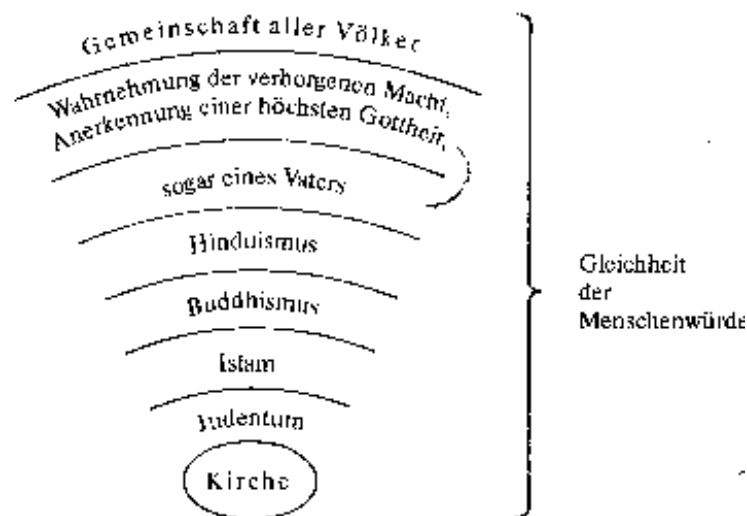 Gemeinschaft aller Völker
Wahrnehmung der verborgenen Macht,
Anerkennung einer höchsten Gottheit,
sogar eines Vaters
Hinduismus
Buddhismus
Islam
Judentum
Kirche
Gleichheit
der
Menschenwürde